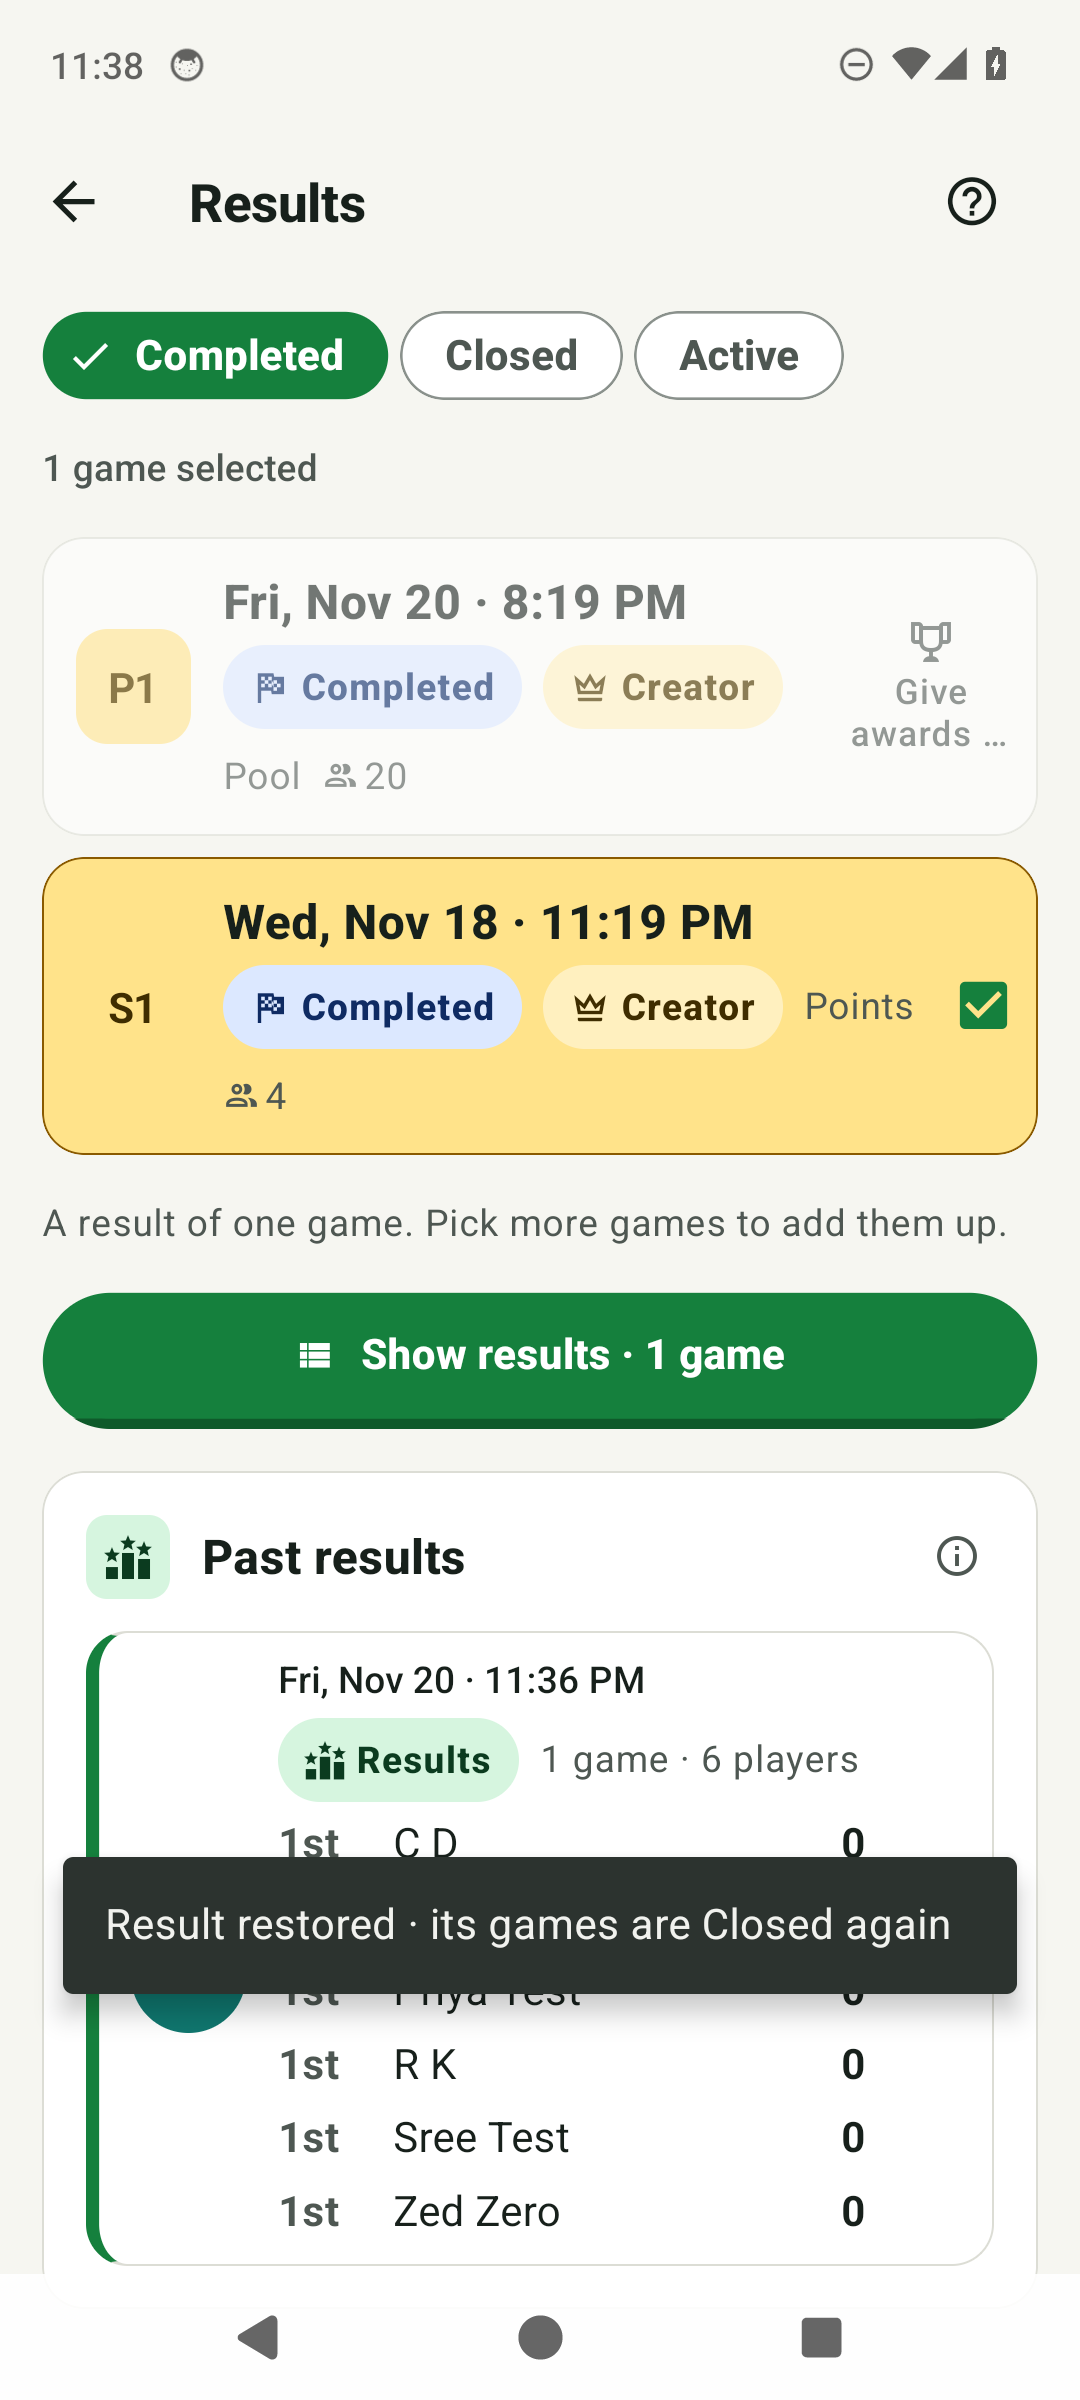 11:38
Results
Completed
Closed
Active
1 game selected
Fri, Nov 20 · 8:19 PM
P1
Completed
Creator
Give
awards ...
Pool 20
Wed, Nov 18 · 11:19 PM
S1
Completed
Creator
Points
4
A result of one game. Pick more games to add them up.
Show results · 1 game
Past results
Fri, Nov 20 · 11:36 PM
Results
1 game · 6 players
1st C D 0
Result restored · its games are Closed again
1st Priya Test 0
1st R K 0
1st Sree Test 0
1st Zed Zero 0